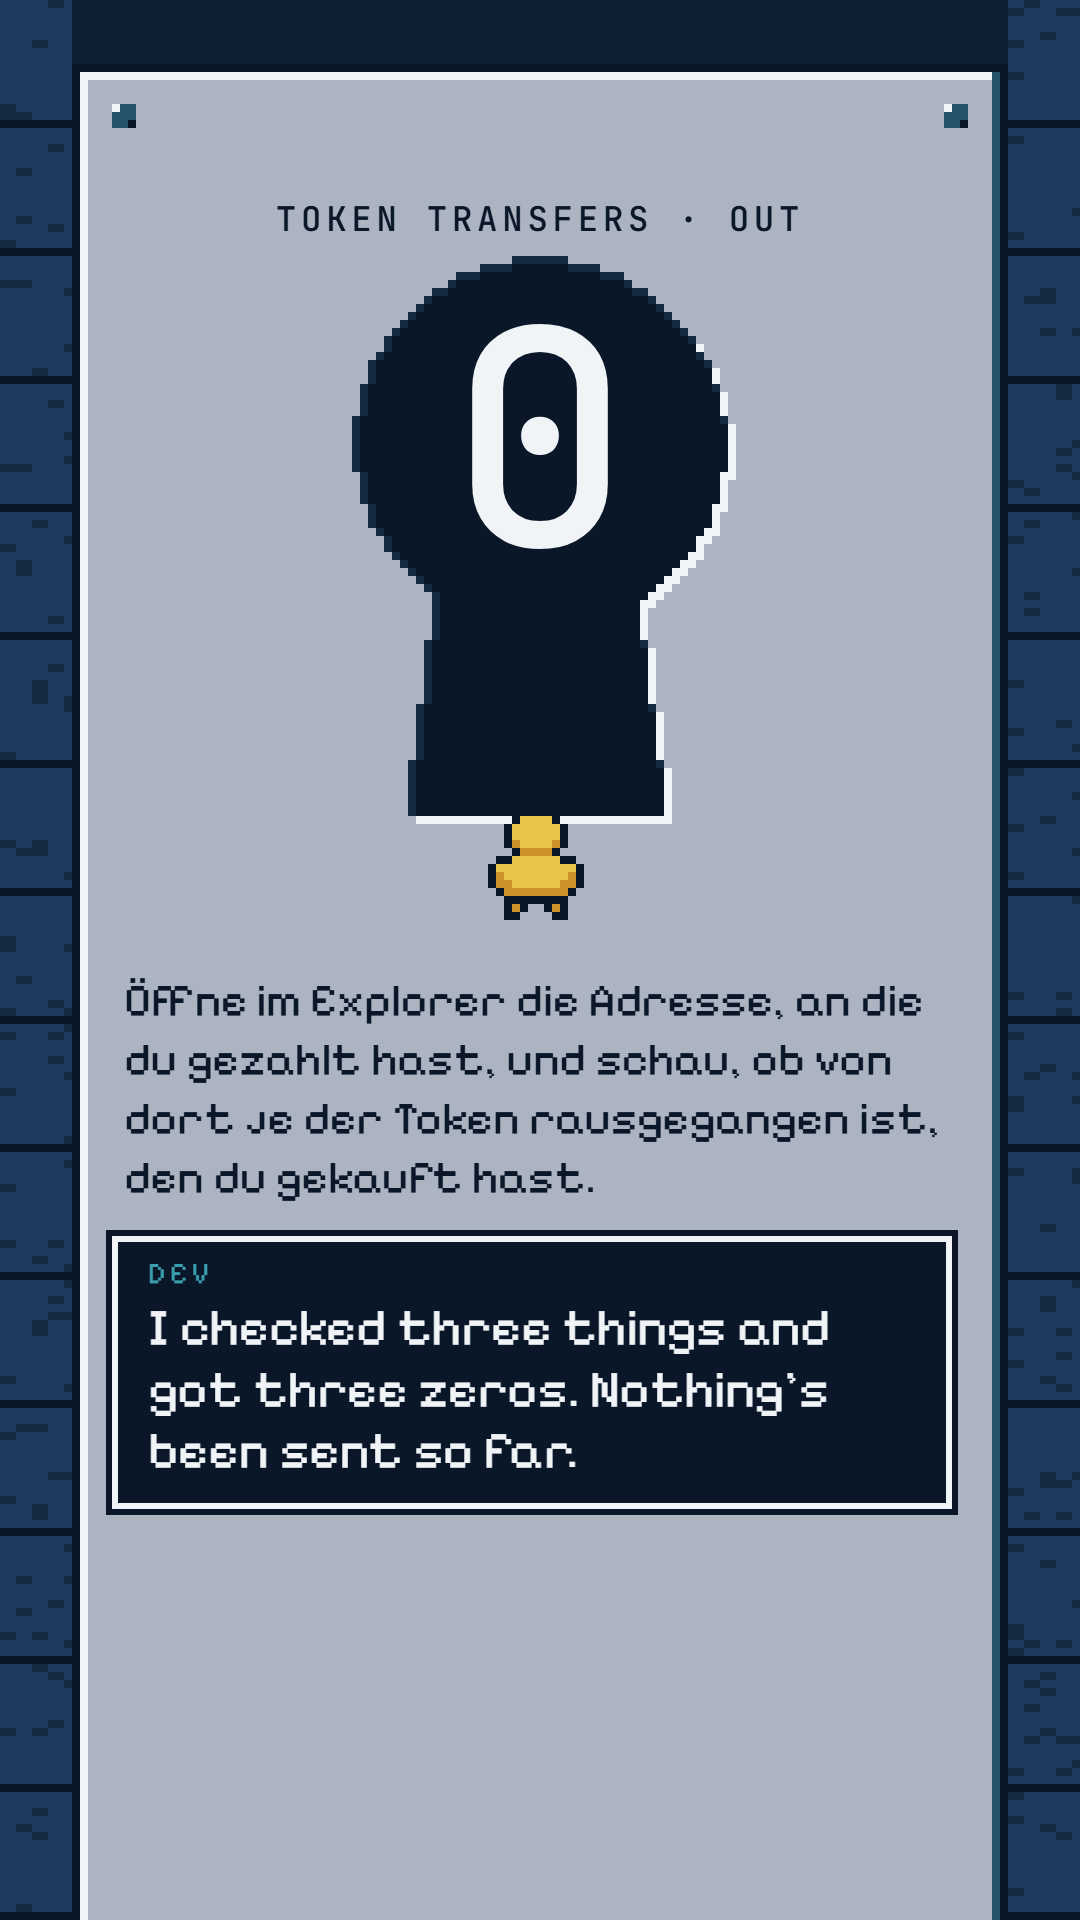 TOKEN TRANSFERS · OUT
0
Öffne im Explorer die Adresse, an die
du gezahlt hast, und schau, ob von
dort je der Token rausgegangen ist,
den du gekauft hast.
DEV
I checked three things and
got three zeros. Nothing's
been sent so far.